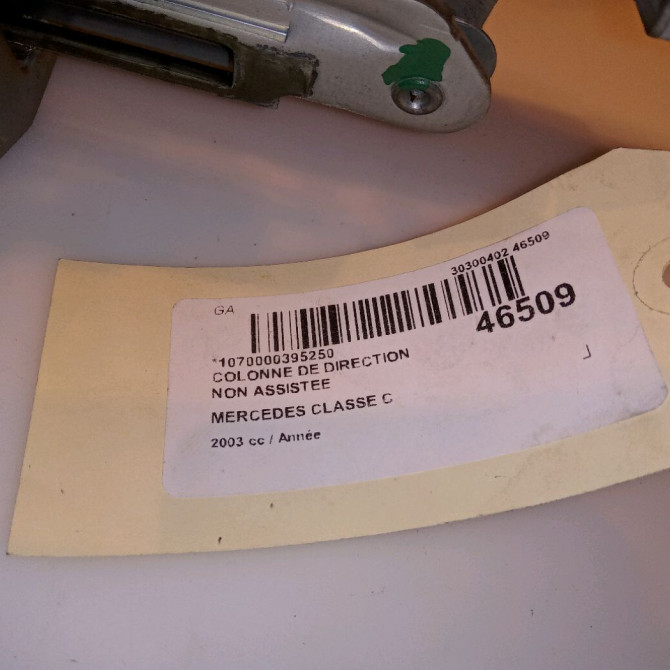 GA
30300402 46509
46509
*1070000395250
COLONNE DE DIRECTION
NON ASSISTEE
MERCEDES CLASSE C
2003 cc / Année